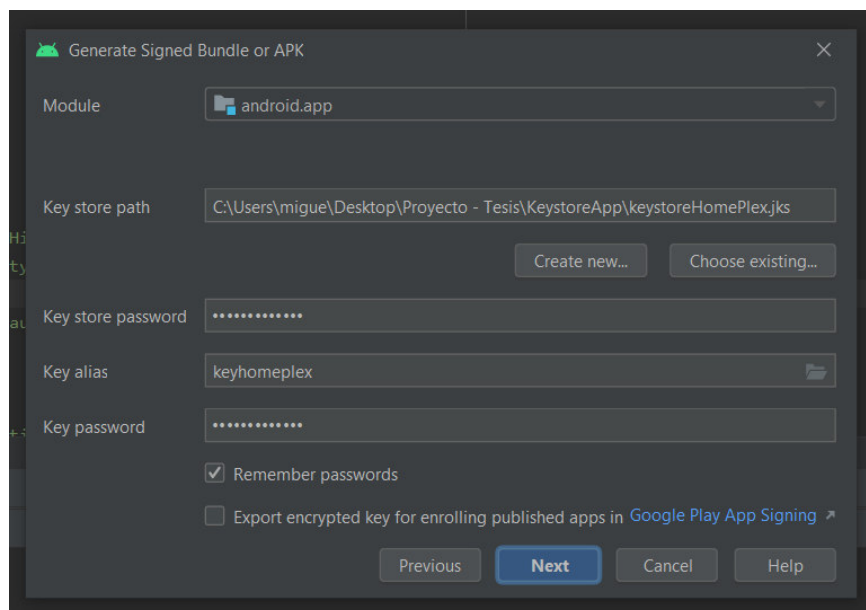 Generate Signed Bundle or APK
Module android.app
Key store path C:\Users\migue\Desktop\Proyecto - Tesis\KeystoreApp\keystoreHomePlex.jks
Create new... Choose existing...
Key store password •••••••••••••
Key alias keyhomeplex
Key password •••••••••••••
Remember passwords
Export encrypted key for enrolling published apps in Google Play App Signing ↗
Previous Next Cancel Help